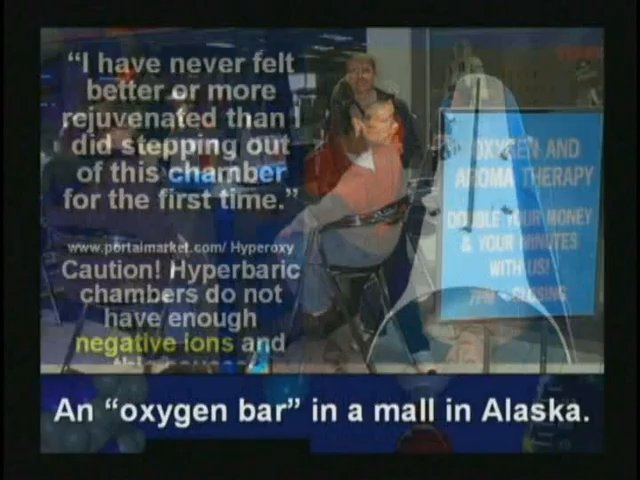 “I have never felt
better or more
rejuvenated than I
did stepping out
of this chamber
for the first time.”
www.portalmarket.com/ Hyperoxy
Caution! Hyperbaric
chambers do not
have enough
negative ions and
OXYGEN AND
AROMA THERAPY
DOUBLE YOUR MONEY
& YOUR MINUTES
WITH US!
7PM - CLOSING
An “oxygen bar” in a mall in Alaska.